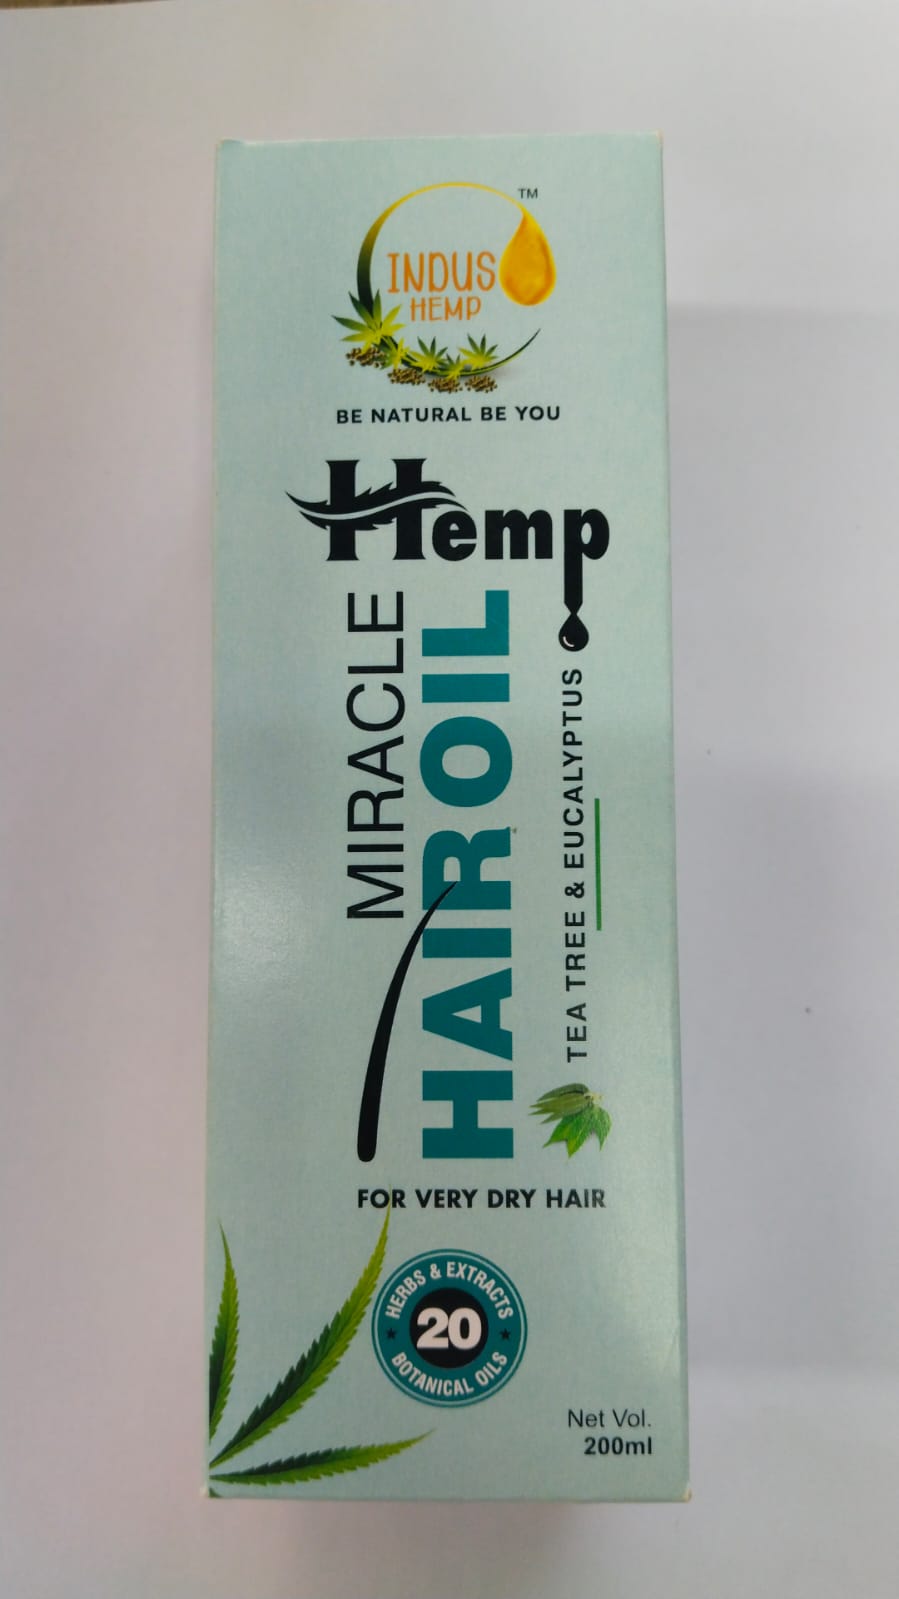 TM
INDUS
HEMP
BE NATURAL BE YOU
Hemp
MIRACLE
HAIR OIL
TEA TREE & EUCALYPTUS
FOR VERY DRY HAIR
HERBS & EXTRACTS
20
BOTANICAL OILS
Net Vol.
200ml